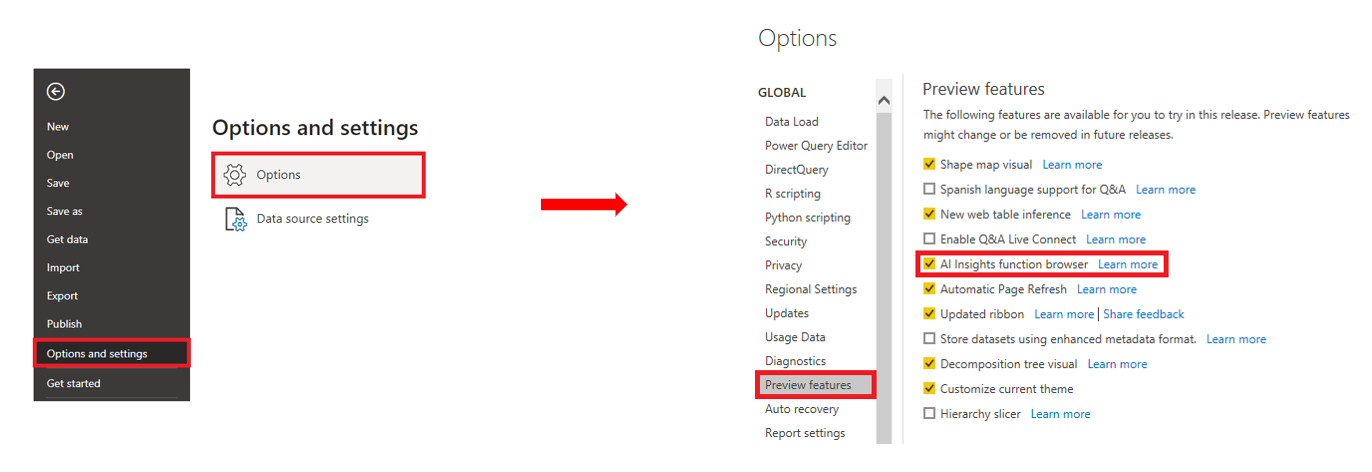 New
Open
Save
Save as
Get data
Import
Export
Publish
Options and settings
Get started
Options and settings
Options
Data source settings
Options
GLOBAL
Data Load
Power Query Editor
DirectQuery
R scripting
Python scripting
Security
Privacy
Regional Settings
Updates
Usage Data
Diagnostics
Preview features
Auto recovery
Report settings
Preview features
The following features are available for you to try in this release. Preview features
might change or be removed in future releases.
Shape map visual Learn more
Spanish language support for Q&A Learn more
New web table inference Learn more
Enable Q&A Live Connect Learn more
AI Insights function browser Learn more
Automatic Page Refresh Learn more
Updated ribbon Learn more | Share feedback
Store datasets using enhanced metadata format. Learn more
Decomposition tree visual Learn more
Customize current theme
Hierarchy slicer Learn more